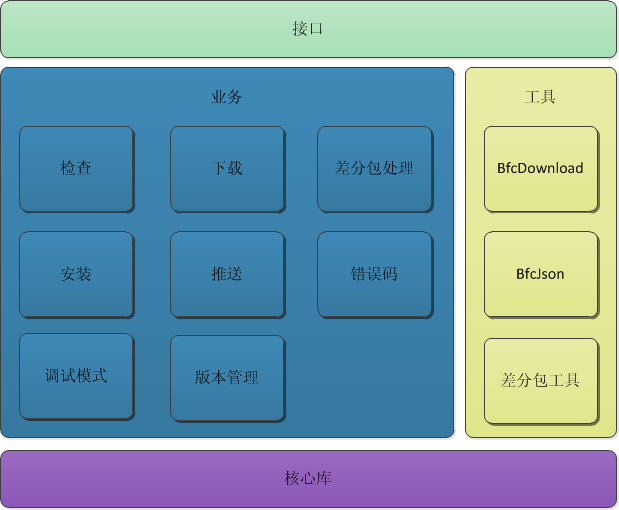 接口
业务
检查
下载
差分包处理
安装
推送
错误码
调试模式
版本管理
工具
BfcDownload
BfcJson
差分包工具
核心库